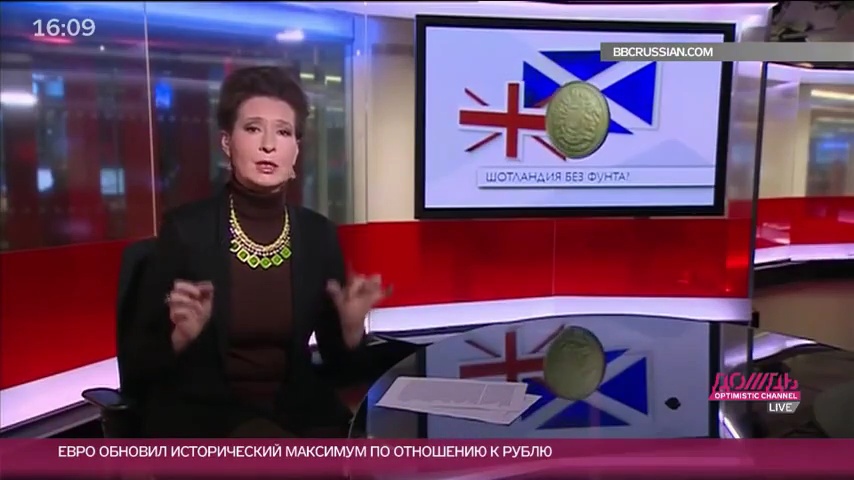 16:09
BBCRUSSIAN.COM
ШОТЛАНДИЯ БЕЗ ФУНТА?
ДОЖДЬ
OPTIMISTIC CHANNEL
LIVE
ЕВРО ОБНОВИЛ ИСТОРИЧЕСКИЙ МАКСИМУМ ПО ОТНОШЕНИЮ К РУБЛЮ